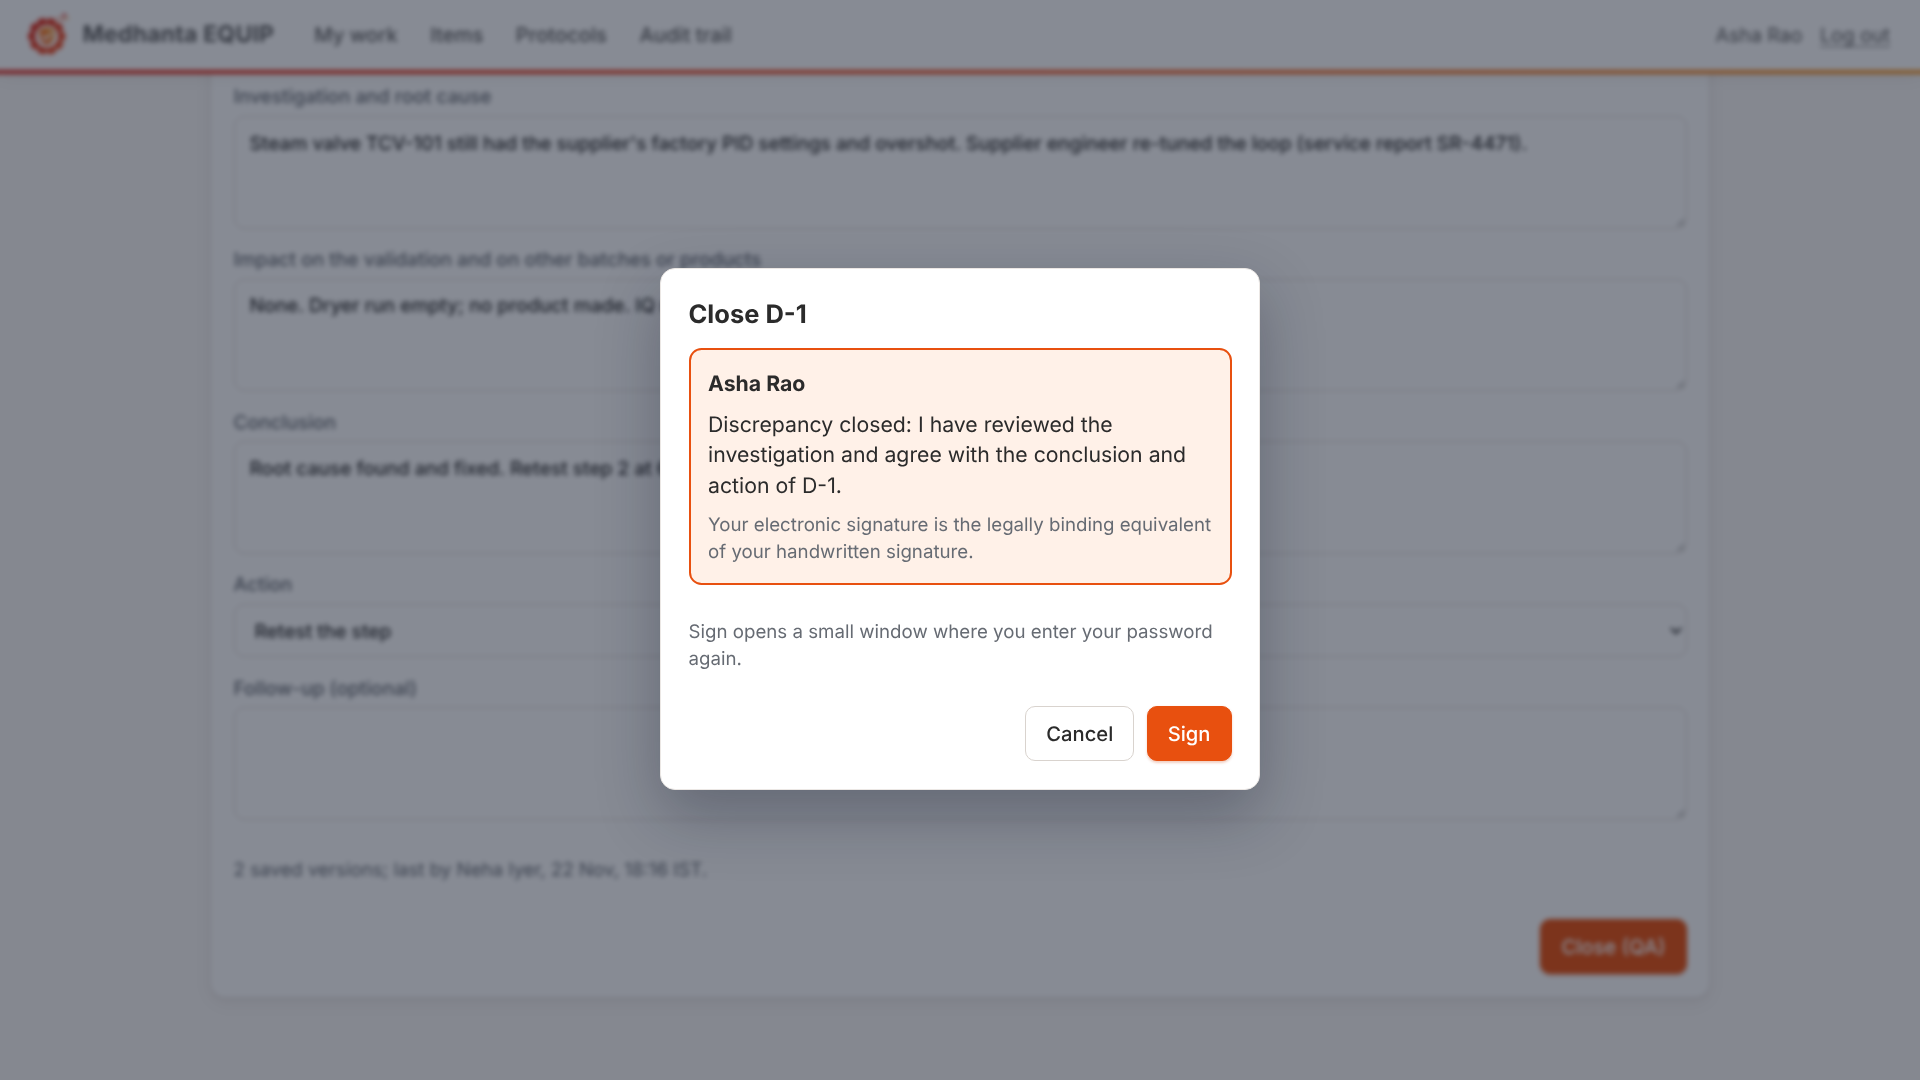 Medhanta EQUIP My work Items Protocols Audit trail Asha Rao Log out
Investigation and root cause
Steam valve TCV-101 still had the supplier's factory PID settings and overshot. Supplier engineer re-tuned the loop (service report SR-4471).
Impact on the validation and on other batches or products
None. Dryer run empty; no product made. IQ
Conclusion
Root cause found and fixed. Retest step 2 at
Action
Retest the step
Follow-up (optional)
2 saved versions; last by Neha Iyer, 22 Nov, 18:16 IST.
Close (QA)
Close D-1
Asha Rao
Discrepancy closed: I have reviewed the
investigation and agree with the conclusion and
action of D-1.
Your electronic signature is the legally binding equivalent
of your handwritten signature.
Sign opens a small window where you enter your password
again.
Cancel Sign